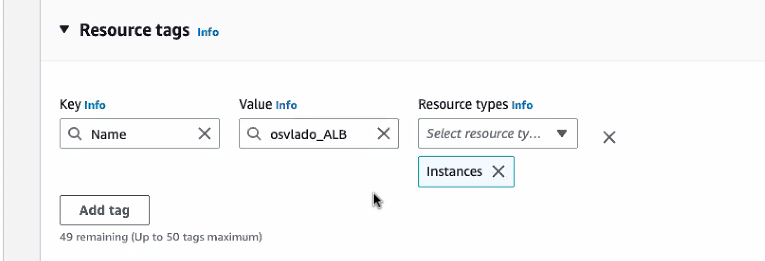 Resource tags Info
Key Info Value Info Resource types Info
Name osvlado_ALB Select resource ty...
Instances
Add tag
49 remaining (Up to 50 tags maximum)